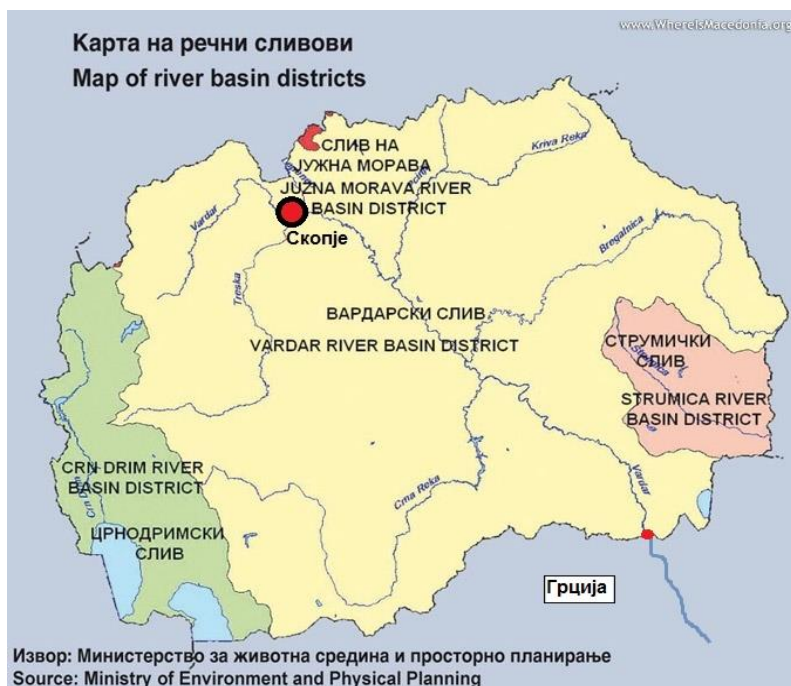 www.WhereIsMacedonia.org
Карта на речни сливови
Map of river basin districts
СЛИВ НА
ЈУЖНА МОРАВА
JUZNA MORAVA RIVER
BASIN DISTRICT
Kriva Reka
Vardar
Скопје
Bregalnica
Treska
ВАРДАРСКИ СЛИВ
VARDAR RIVER BASIN DISTRICT
СТРУМИЧКИ
СЛИВ
Strumica
STRUMICA RIVER
BASIN DISTRICT
CRN DRIM RIVER
BASIN DISTRICT
Crn Drim
Crna Reka
Vardar
ЦРНОДРИМСКИ
СЛИВ
Грција
Извор: Министерство за животна средина и просторно планирање
Source: Ministry of Environment and Physical Planning